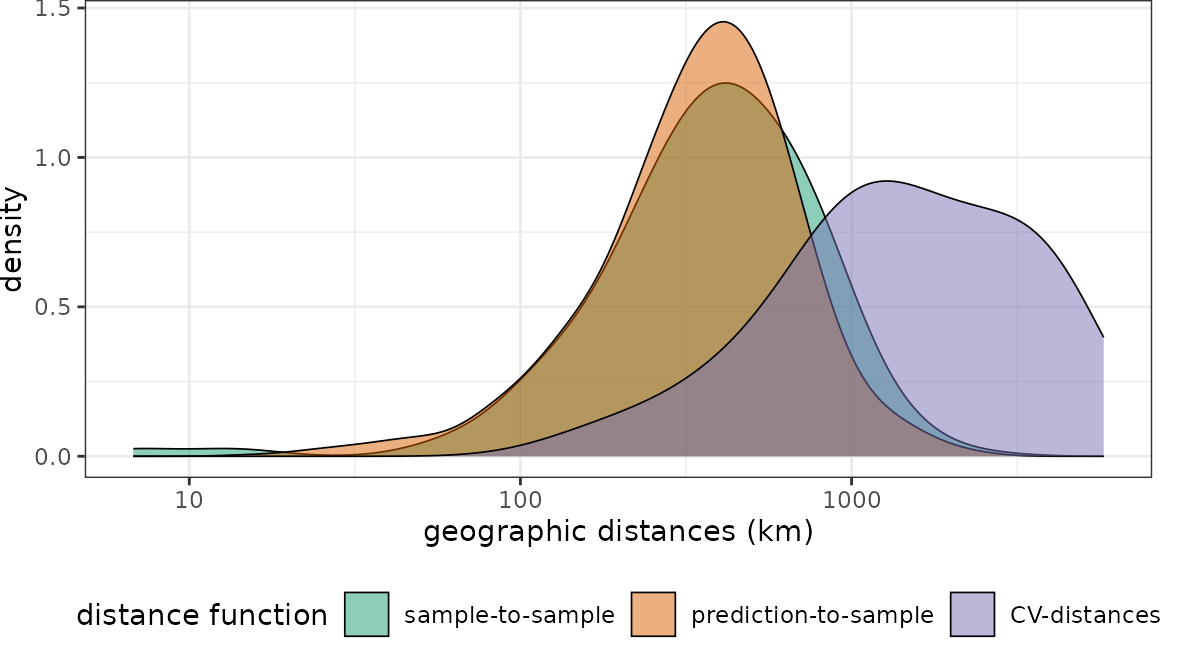 1.5
1.0
0.5
0.0
density
10 100 1000
geographic distances (km)
distance function sample-to-sample prediction-to-sample CV-distances